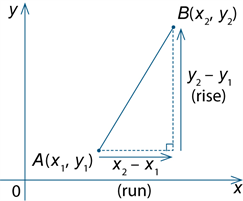 y
B(x₂, y₂)
y₂ – y₁
(rise)
A(x₁, y₁)
x₂ – x₁
0
(run)
x